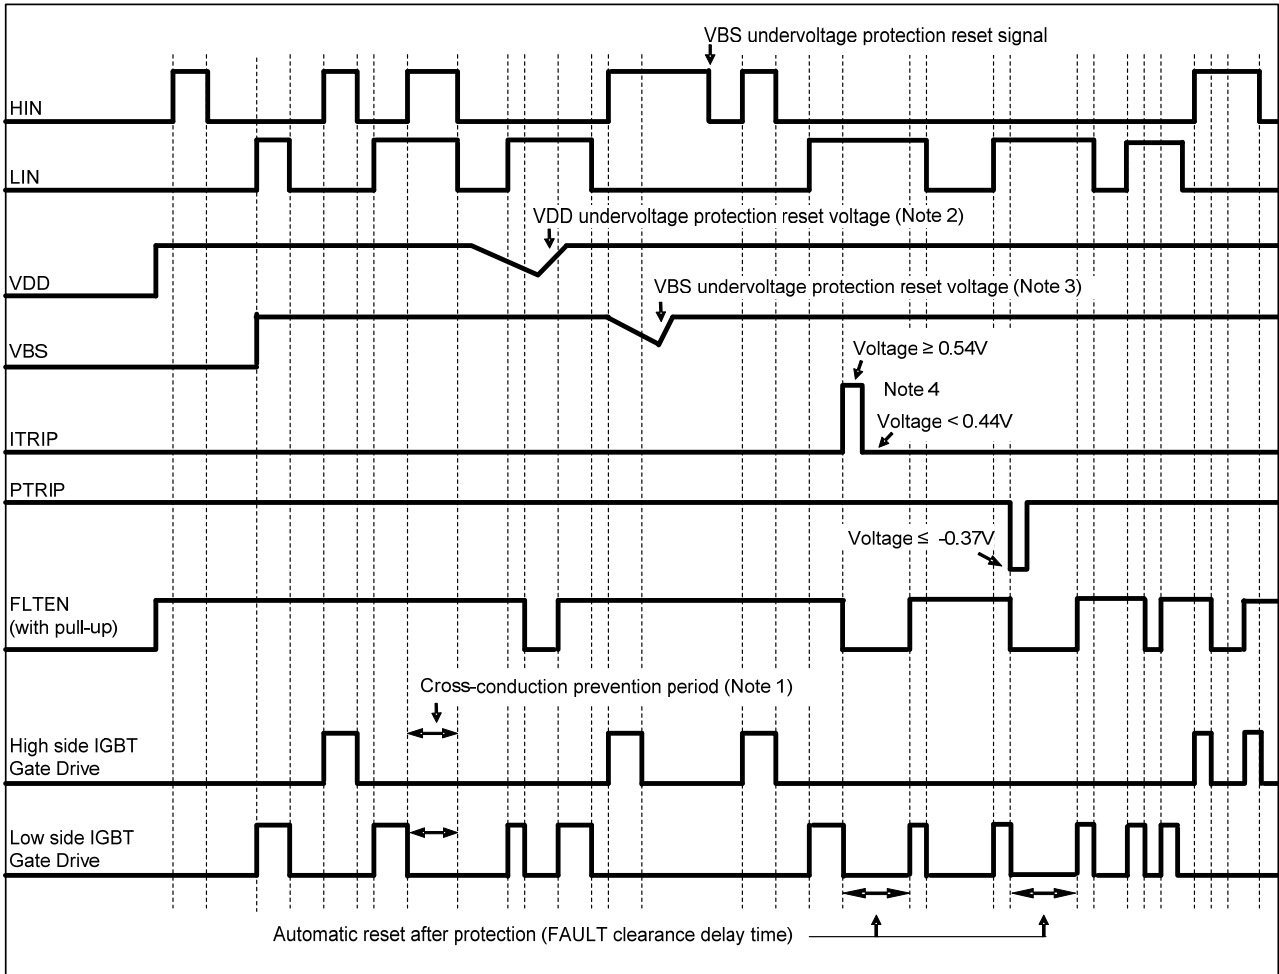 VBS undervoltage protection reset signal
HIN
LIN
VDD undervoltage protection reset voltage (Note 2)
VDD
VBS undervoltage protection reset voltage (Note 3)
VBS
Voltage ≥ 0.54V
Note 4
Voltage < 0.44V
ITRIP
PTRIP
Voltage ≤ -0.37V
FLTEN
(with pull-up)
Cross-conduction prevention period (Note 1)
High side IGBT
Gate Drive
Low side IGBT
Gate Drive
Automatic reset after protection (FAULT clearance delay time)